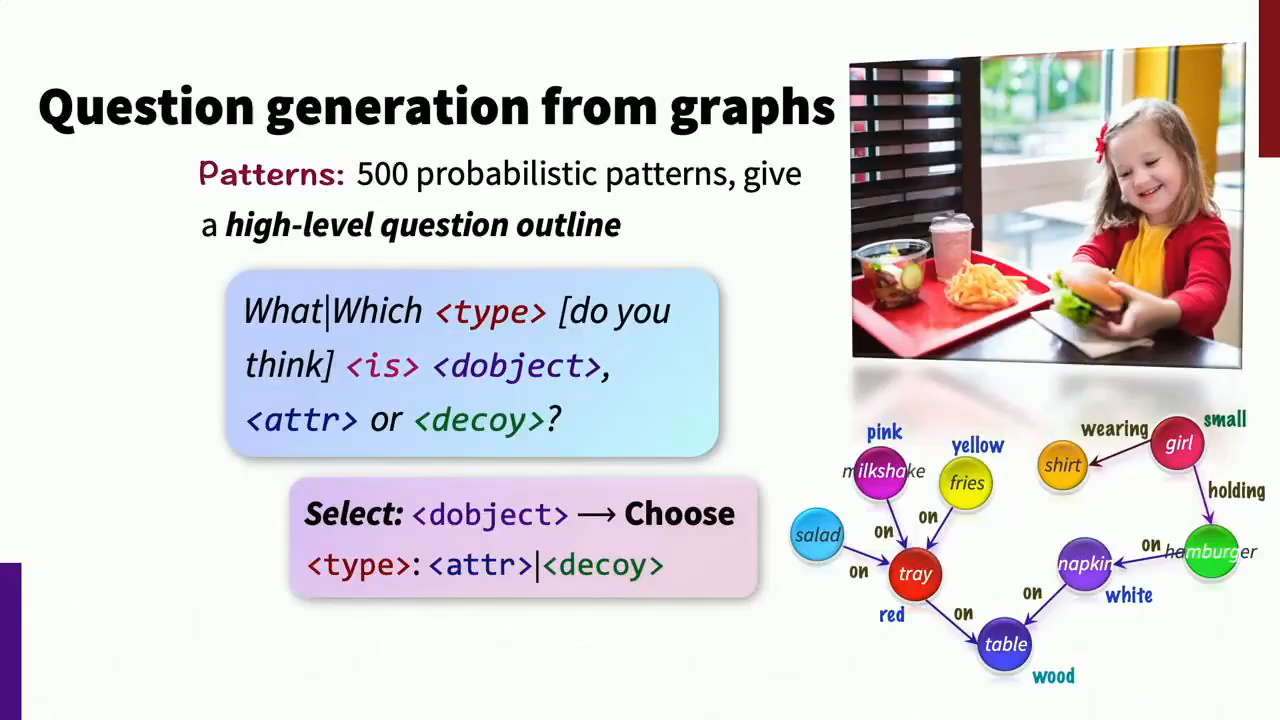 Question generation from graphs
Patterns: 500 probabilistic patterns, give
a high-level question outline
What|Which <type> [do you
think] <is> <dobject>,
<attr> or <decoy>?
Select: <dobject> → Choose
<type>: <attr>|<decoy>
pink
milkshake
yellow
fries
wearing
small
girl
shirt
holding
salad
on
on
on
tray
red
on
hamburger
napkin
white
on
on
table
wood